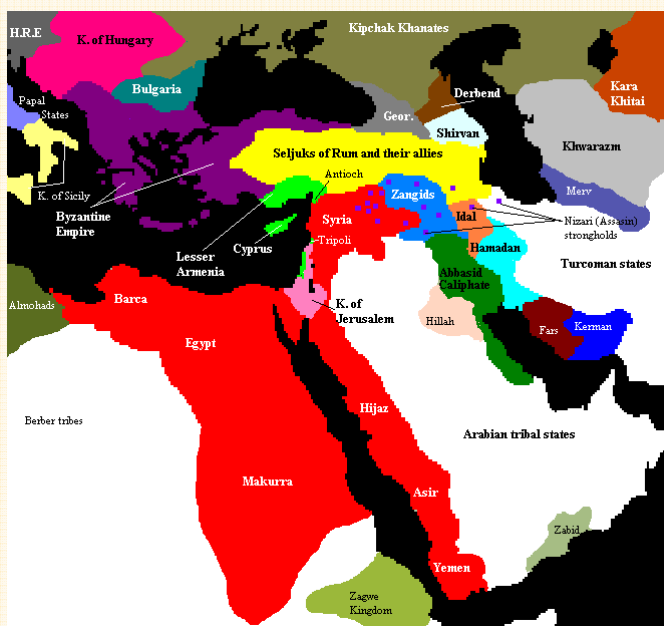 H.R.E
K. of Hungary
Kipchak Khanates
Kara
Khitai
Bulgaria
Derbend
Papal
States
Geor.
Shirvan
Khwarazm
Seljuks of Rum and their allies
Antioch
K. of Sicily
Zangids
Merv
Byzantine
Empire
Syria
Idal
Nizari (Assasin)
strongholds
Lesser
Armenia
Cyprus
Tripoli
Hamadan
Abbasid
Caliphate
Turcoman states
Almohads
Barca
K. of
Jerusalem
Hillah
Fars
Kerman
Egypt
Berber tribes
Hijaz
Arabian tribal states
Makurra
Asir
Zabid
Yemen
Zagwe
Kingdom